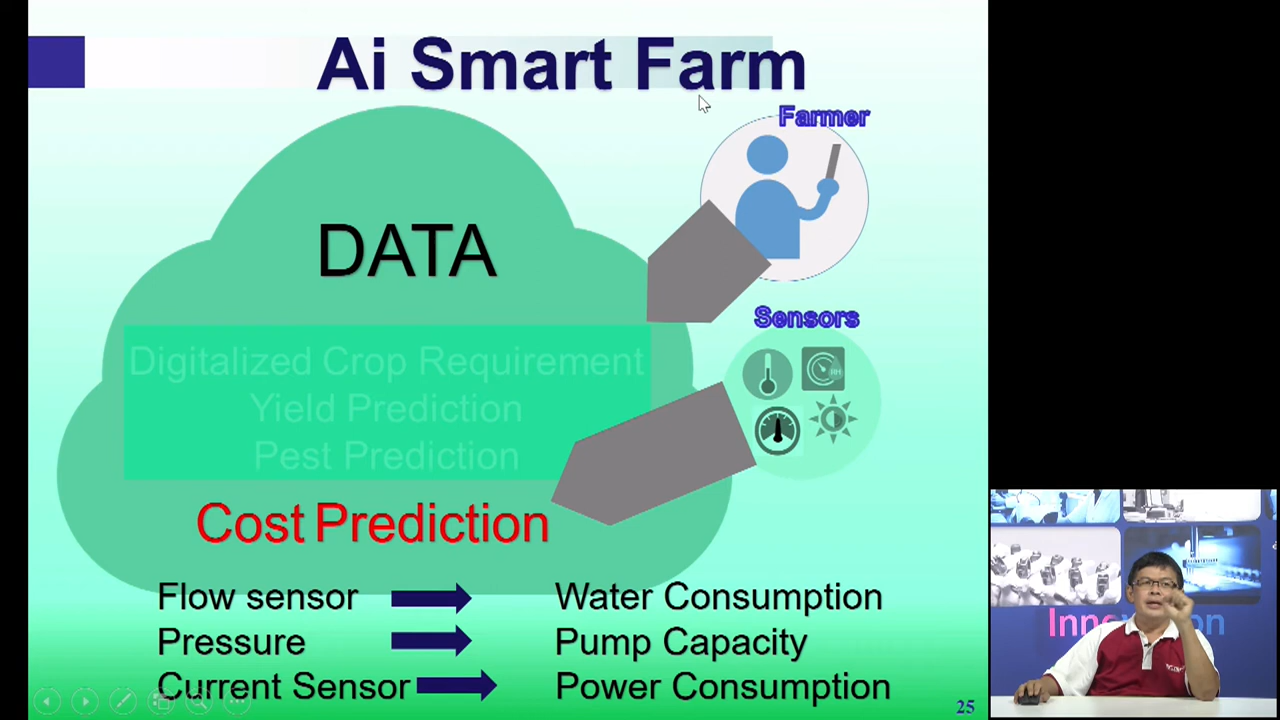 Ai Smart Farm
Farmer
DATA
Sensors
Digitalized Crop Requirement
Yield Prediction
Pest Prediction
Cost Prediction
Flow sensor
Water Consumption
Pressure
Pump Capacity
Current Sensor
Power Consumption
25